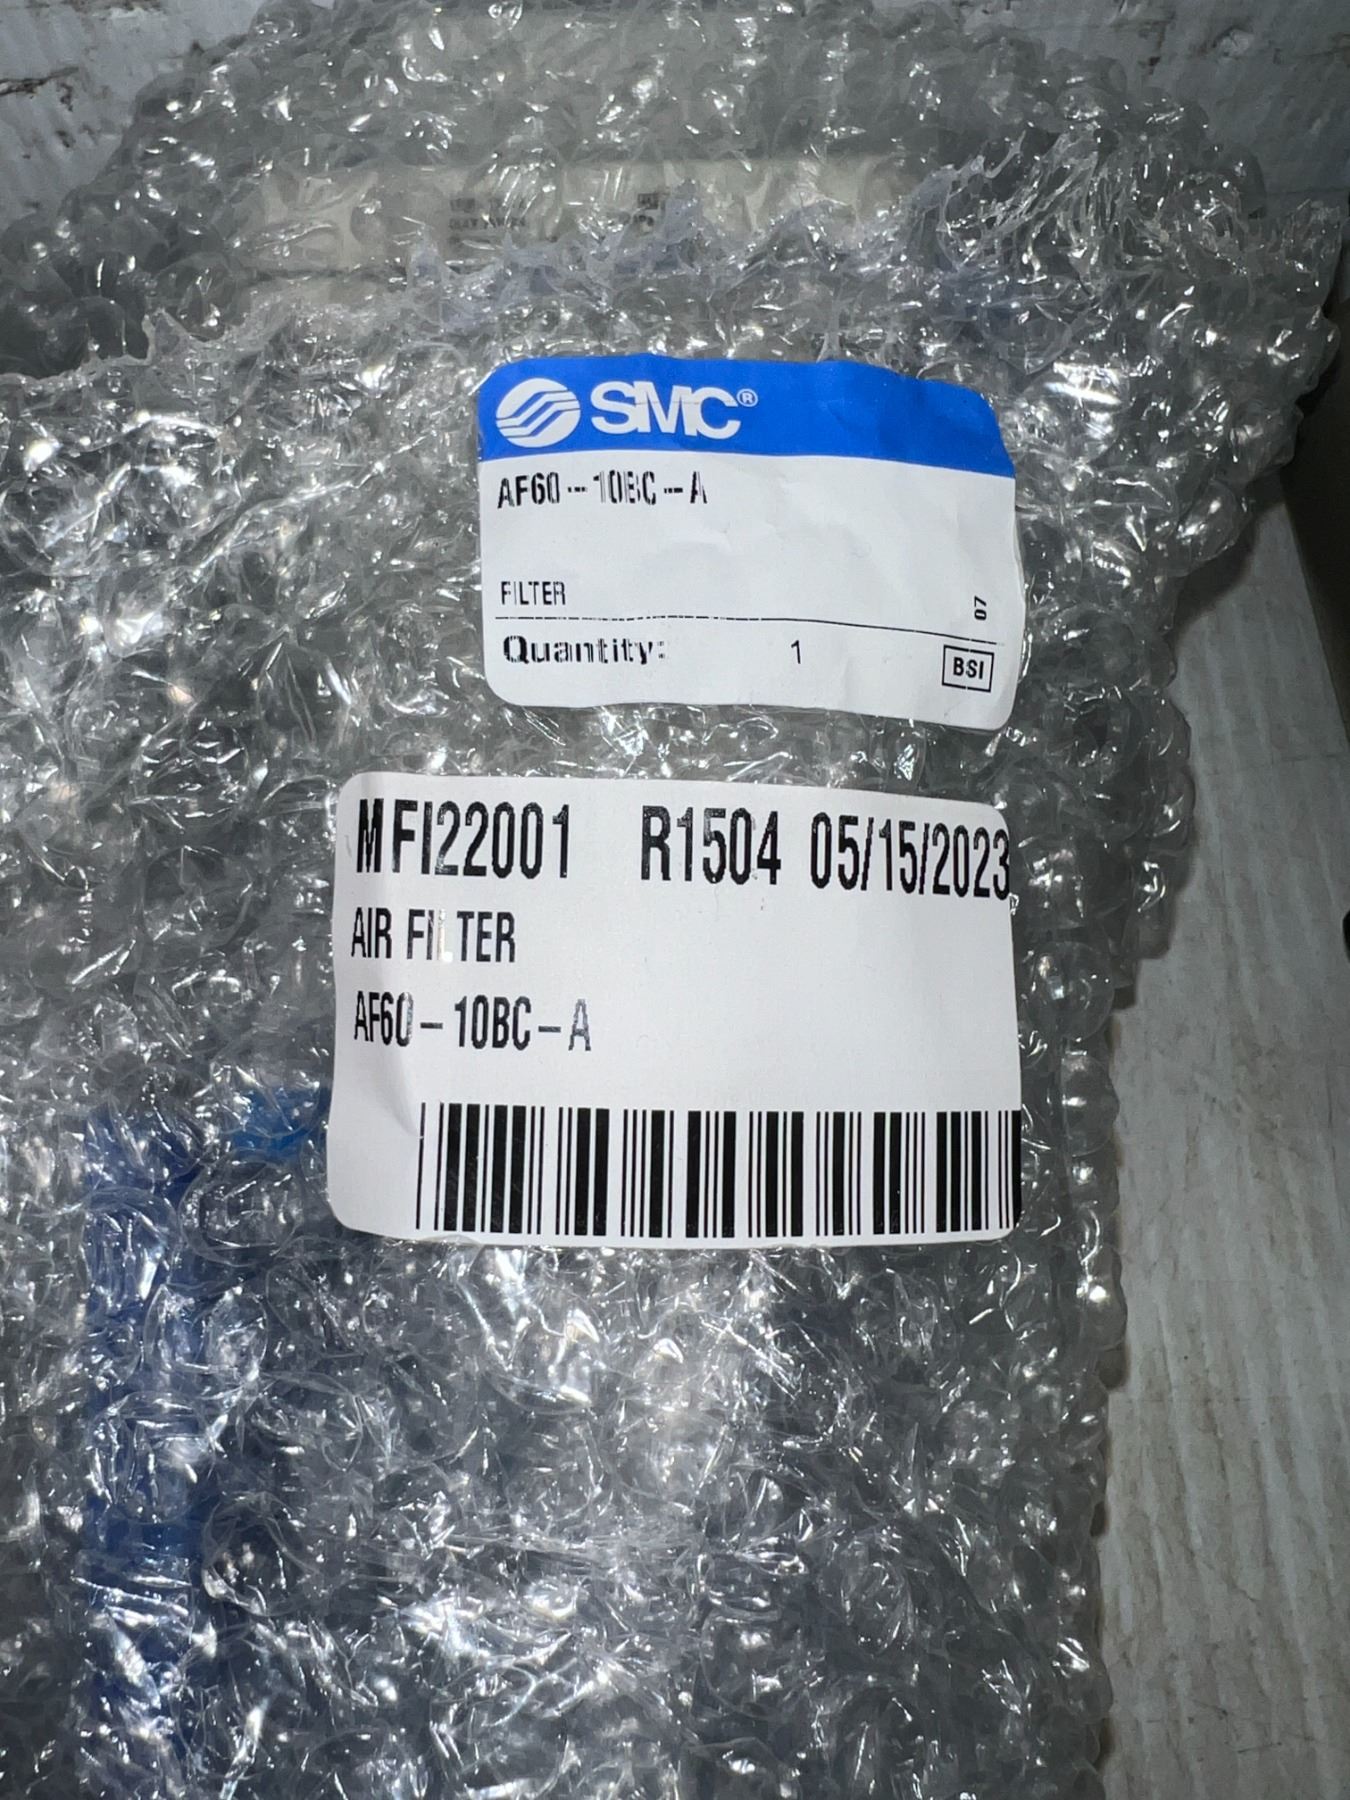 SMC®
AF60-10BC-A
FILTER
07
Quantity: 1
BSI
MFI22001 R1504 05/15/2023
AIR FILTER
AF60-10BC-A